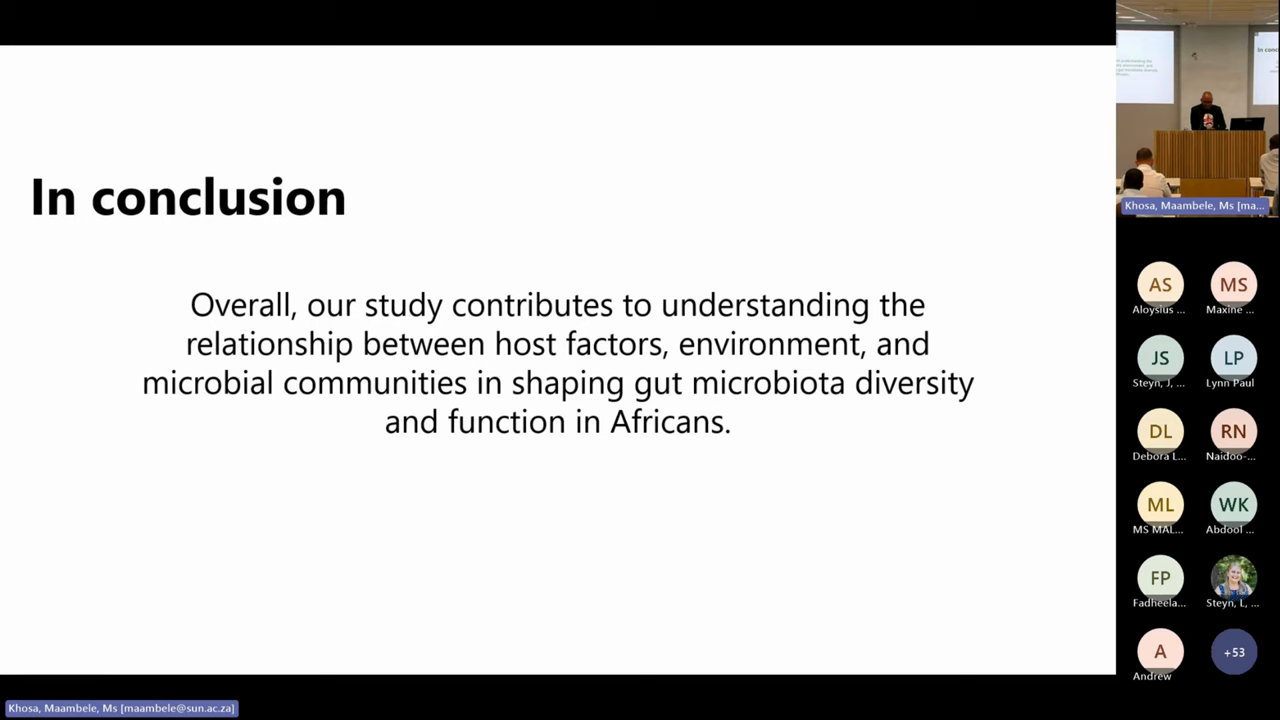 In conclusion
Overall, our study contributes to understanding the
relationship between host factors, environment, and
microbial communities in shaping gut microbiota diversity
and function in Africans.
Khosa, Maambele, Ms [ma...
AS
Aloysius ...
MS
Maxine ...
JS
Steyn, J, ...
LP
Lynn Paul
DL
Debora L...
RN
Naidoo-...
ML
MS MAL...
WK
Abdool ...
FP
Fadheela...
Steyn, L, ...
A
Andrew
+53
Khosa, Maambele, Ms [maambele@sun.ac.za]